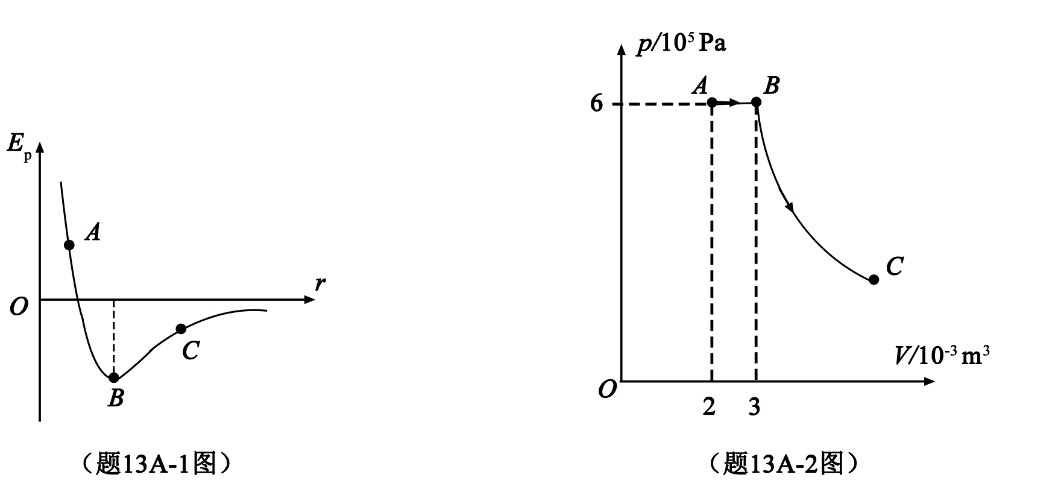 Eₚ
A
O
r
C
B
（题13A-1图）
p/10⁵ Pa
6
A
B
C
V/10⁻³ m³
O
2
3
（题13A-2图）